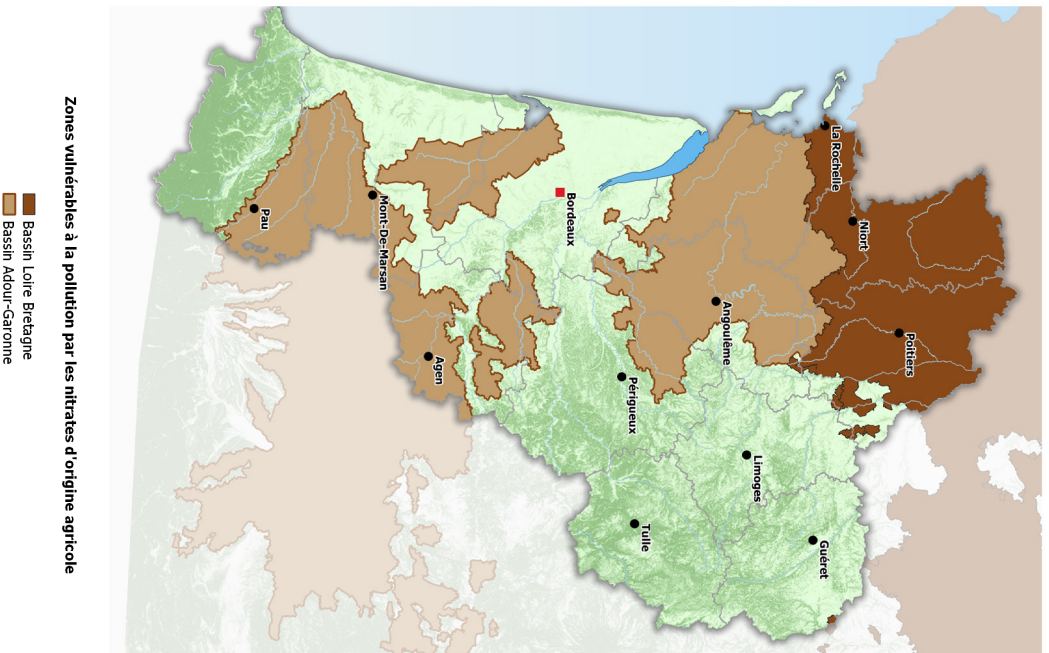 La Rochelle
Niort
Poitiers
Angoulême
Limoges
Guéret
Périgueux
Tulle
Bordeaux
Mont-De-Marsan
Agen
Pau
Zones vulnérables à la pollution par les nitrates d'origine agricole
Bassin Loire Bretagne
Bassin Adour-Garonne